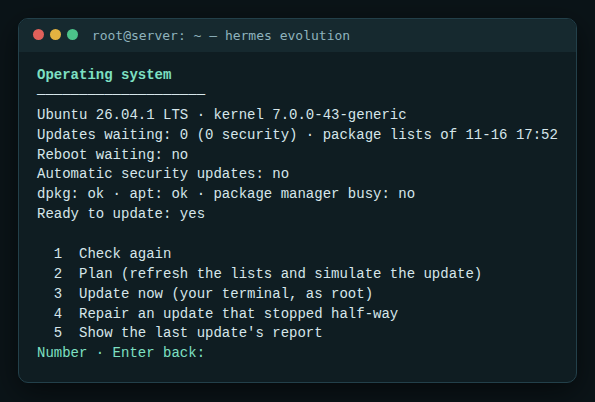 root@server: ~ — hermes evolution
Operating system
────────────────────
Ubuntu 26.04.1 LTS · kernel 7.0.0-43-generic
Updates waiting: 0 (0 security) · package lists of 11-16 17:52
Reboot waiting: no
Automatic security updates: no
dpkg: ok · apt: ok · package manager busy: no
Ready to update: yes
1  Check again
2  Plan (refresh the lists and simulate the update)
3  Update now (your terminal, as root)
4  Repair an update that stopped half-way
5  Show the last update's report
Number · Enter back: